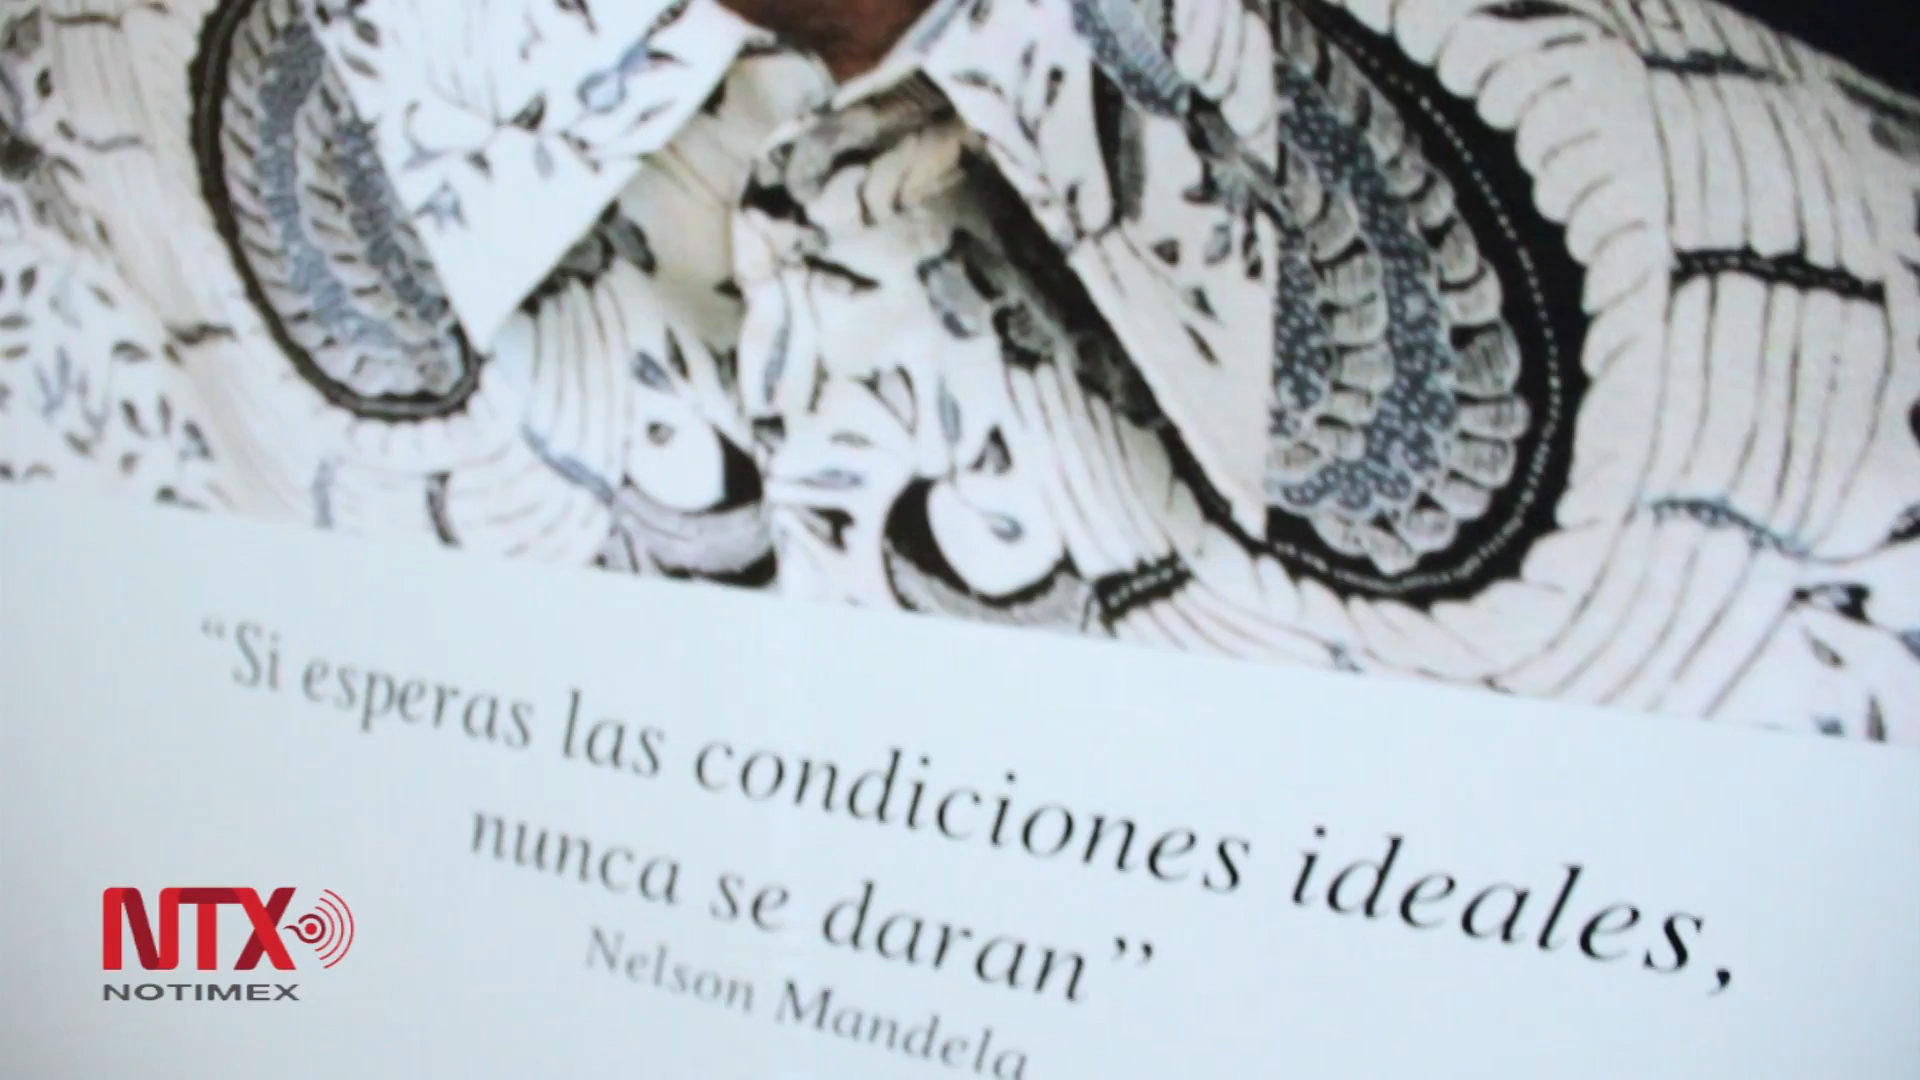 “Si esperas las condiciones ideales,
nunca se daran”
Nelson Mandela
NTX
NOTIMEX